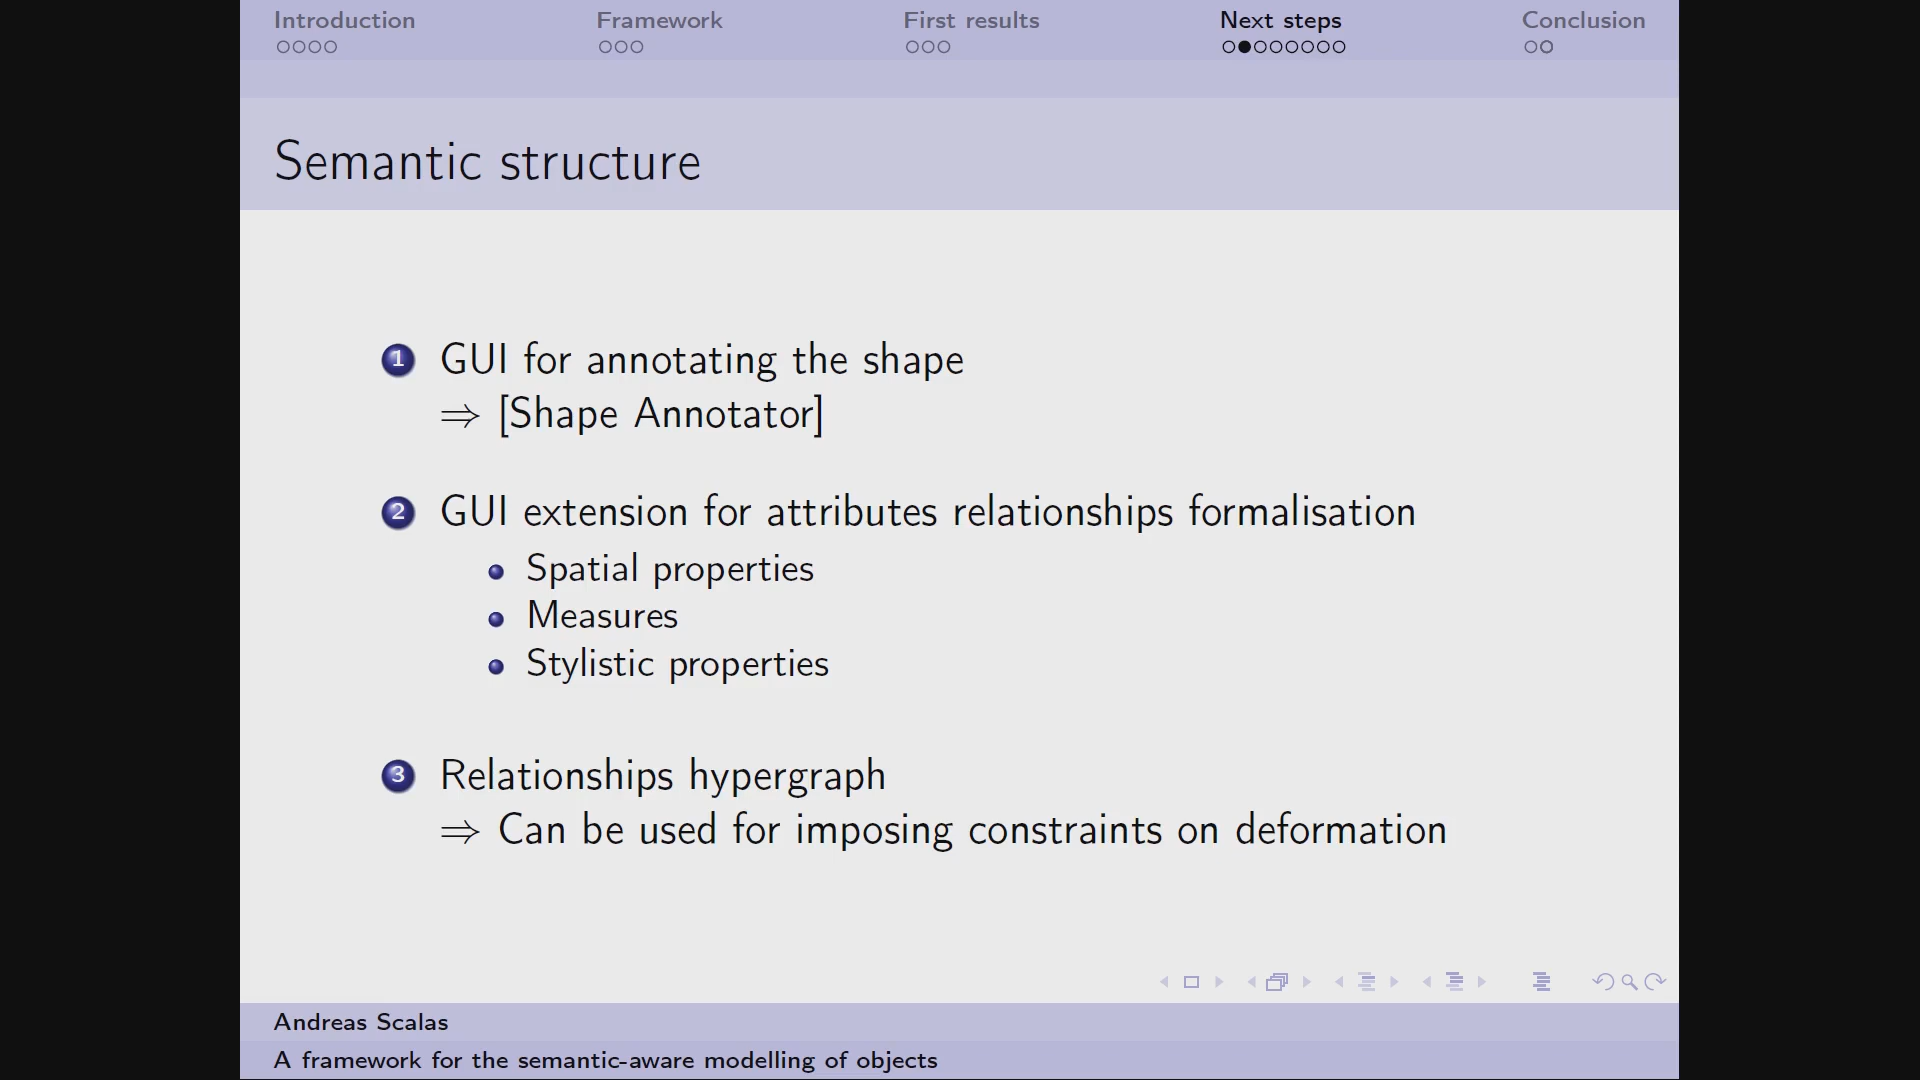 Introduction
Framework
First results
Next steps
Conclusion
Semantic structure
1 GUI for annotating the shape
⇒ [Shape Annotator]
2 GUI extension for attributes relationships formalisation
Spatial properties
Measures
Stylistic properties
3 Relationships hypergraph
⇒ Can be used for imposing constraints on deformation
Andreas Scalas
A framework for the semantic-aware modelling of objects